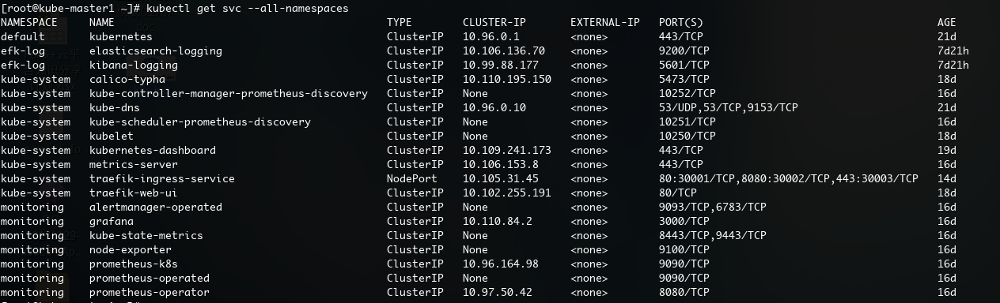 [root@kube-master1 ~]# kubectl get svc --all-namespaces
NAMESPACE NAME TYPE CLUSTER-IP EXTERNAL-IP PORT(S) AGE
default kubernetes ClusterIP 10.96.0.1 <none> 443/TCP 21d
efk-log elasticsearch-logging ClusterIP 10.106.136.70 <none> 9200/TCP 7d21h
efk-log kibana-logging ClusterIP 10.99.88.177 <none> 5601/TCP 7d21h
kube-system calico-typha ClusterIP 10.110.195.150 <none> 5473/TCP 18d
kube-system kube-controller-manager-prometheus-discovery ClusterIP None <none> 10252/TCP 16d
kube-system kube-dns ClusterIP 10.96.0.10 <none> 53/UDP,53/TCP,9153/TCP 21d
kube-system kube-scheduler-prometheus-discovery ClusterIP None <none> 10251/TCP 16d
kube-system kubelet ClusterIP None <none> 10250/TCP 18d
kube-system kubernetes-dashboard ClusterIP 10.109.241.173 <none> 443/TCP 19d
kube-system metrics-server ClusterIP 10.106.153.8 <none> 443/TCP 16d
kube-system traefik-ingress-service NodePort 10.105.31.45 <none> 80:30001/TCP,8080:30002/TCP,443:30003/TCP 14d
kube-system traefik-web-ui ClusterIP 10.102.255.191 <none> 80/TCP 18d
monitoring alertmanager-operated ClusterIP None <none> 9093/TCP,6783/TCP 16d
monitoring grafana ClusterIP 10.110.84.2 <none> 3000/TCP 16d
monitoring kube-state-metrics ClusterIP None <none> 8443/TCP,9443/TCP 16d
monitoring node-exporter ClusterIP None <none> 9100/TCP 16d
monitoring prometheus-k8s ClusterIP 10.96.164.98 <none> 9090/TCP 16d
monitoring prometheus-operated ClusterIP None <none> 9090/TCP 16d
monitoring prometheus-operator ClusterIP 10.97.50.42 <none> 8080/TCP 16d